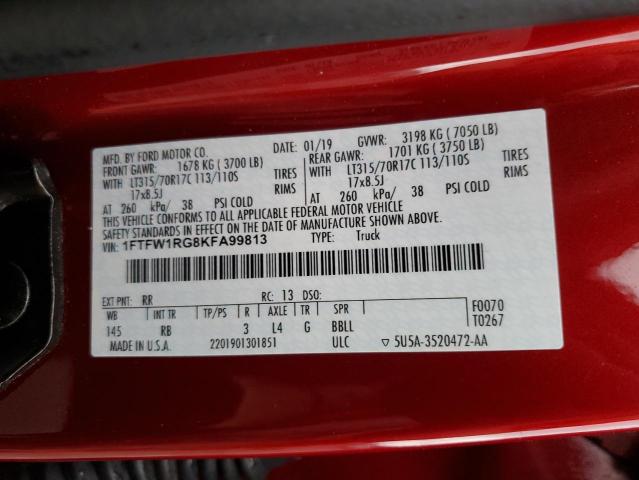 MFD. BY FORD MOTOR CO.
DATE: 01/19 GVWR: 3198 KG ( 7050 LB)
FRONT GAWR: 1678 KG ( 3700 LB) REAR GAWR: 1701 KG ( 3750 LB)
WITH LT315/70R17C 113/110S TIRES WITH LT315/70R17C 113/110S TIRES
17x8.5J RIMS 17x8.5J RIMS
AT 260 kPa/ 38 PSI COLD AT 260 kPa/ 38 PSI COLD
THIS VEHICLE CONFORMS TO ALL APPLICABLE FEDERAL MOTOR VEHICLE
SAFETY STANDARDS IN EFFECT ON THE DATE OF MANUFACTURE SHOWN ABOVE.
VIN: 1FTFW1RG8KFA99813 TYPE: Truck
EXT PNT: RR RC: 13 DSO:
WB INT TR TP/PS R AXLE TR SPR F0070
145 RB 3 L4 G BBLL T0267
MADE IN U.S.A. 2201901301851 ULC ▽ 5U5A-3520472-AA